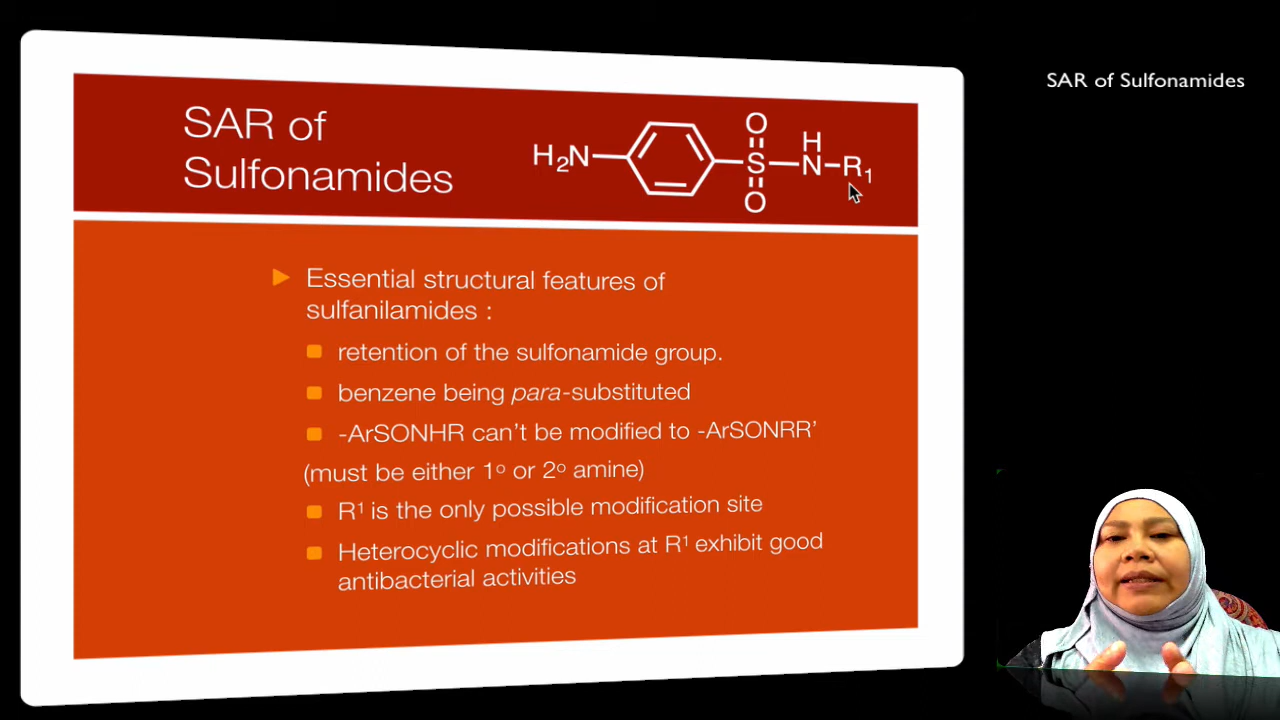 SAR of Sulfonamides
SAR of
Sulfonamides
H₂N
O
S
O
H
N
R₁
Essential structural features of
sulfanilamides :
retention of the sulfonamide group.
benzene being para-substituted
-ArSONHR can't be modified to -ArSONRR’
(must be either 1º or 2º amine)
R¹ is the only possible modification site
Heterocyclic modifications at R¹ exhibit good
antibacterial activities